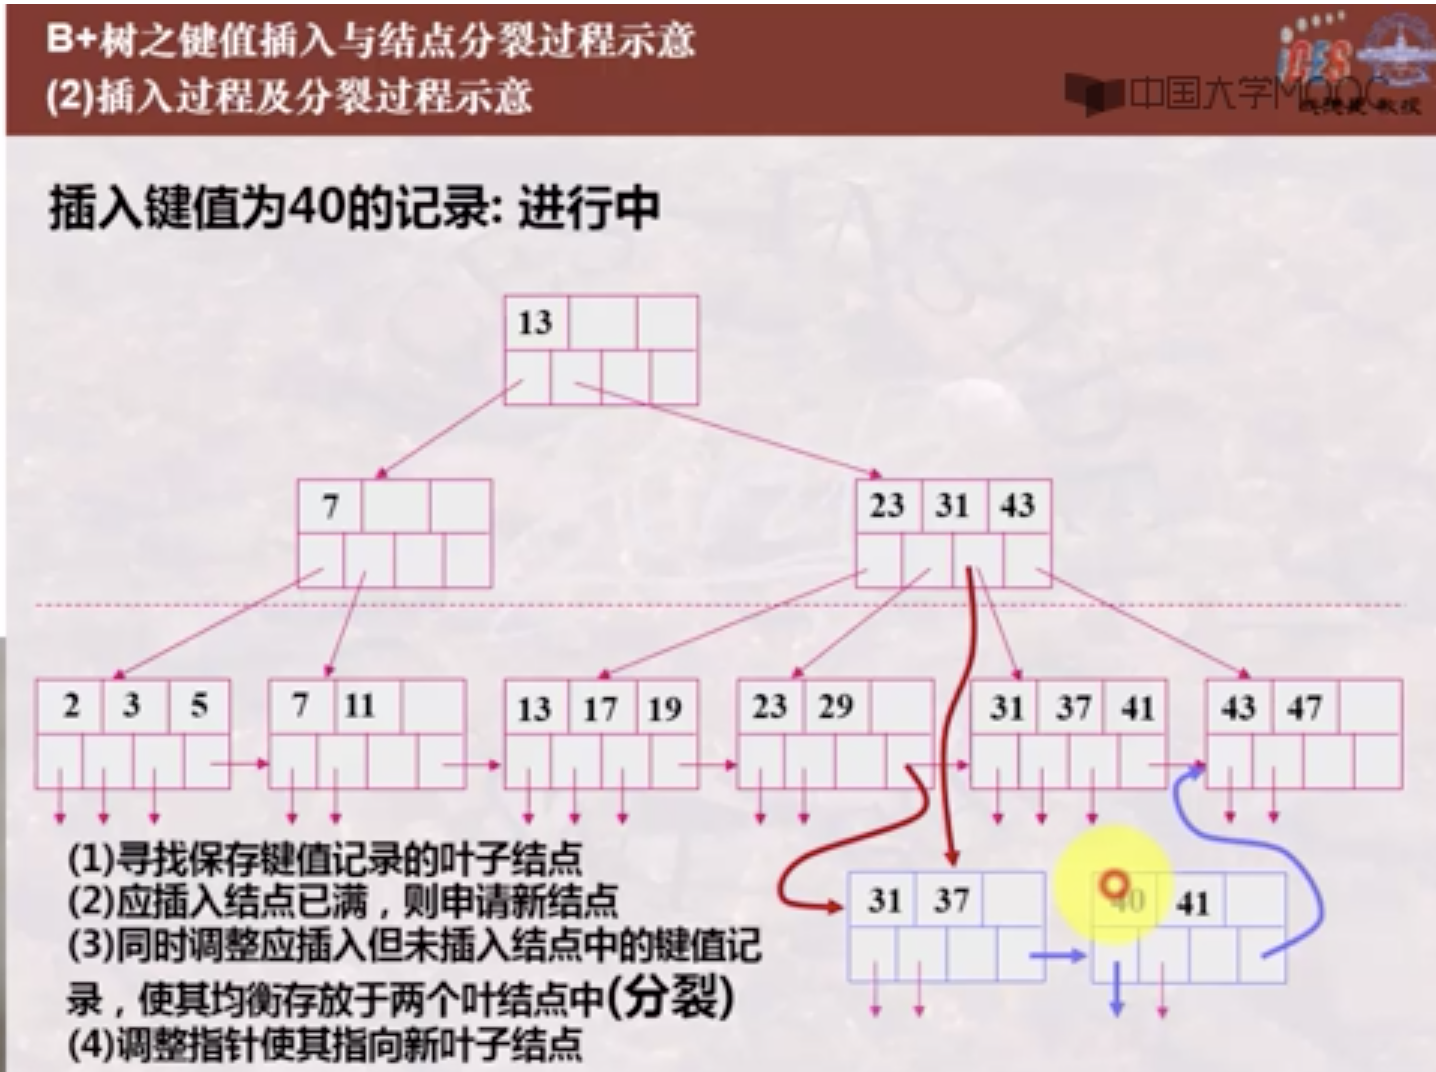 B+树之键值插入与结点分裂过程示意
(2)插入过程及分裂过程示意
中国大学MOOC
教授
插入键值为40的记录: 进行中
13
7
23 31 43
2 3 5
7 11
13 17 19
23 29
31 37 41
43 47
31 37
40 41
(1)寻找保存键值记录的叶子结点
(2)应插入结点已满，则申请新结点
(3)同时调整应插入但未插入结点中的键值记
录，使其均衡存放于两个叶结点中(分裂)
(4)调整指针使其指向新叶子结点